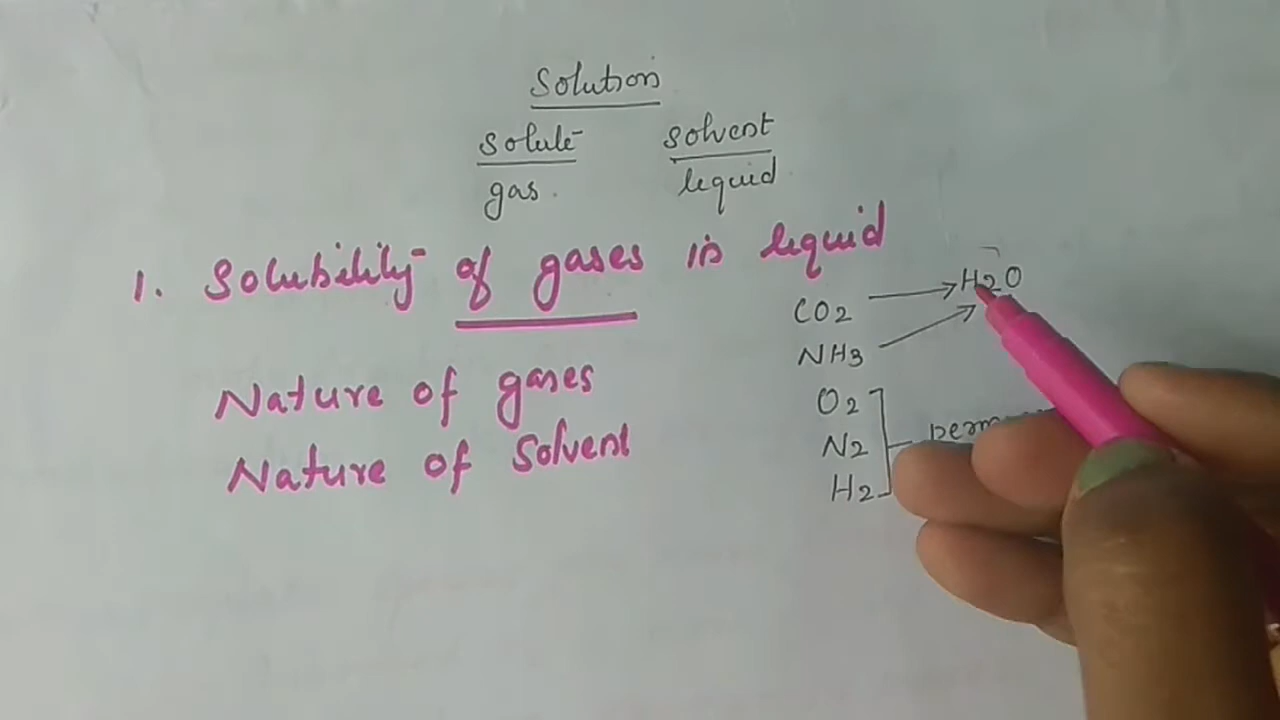 Solution
Solute Solvent
gas. liquid
1. Solubility of gases in liquid
CO2 → H2O
NH3
Nature of gases
O2
Nature of Solvent
N2
H2